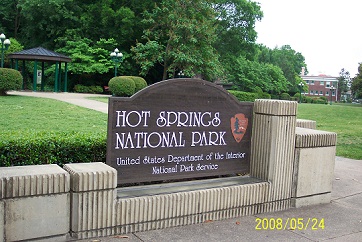 HOT SPRINGS
NATIONAL PARK
United States Department of the Interior
National Park Service
2008/05/24